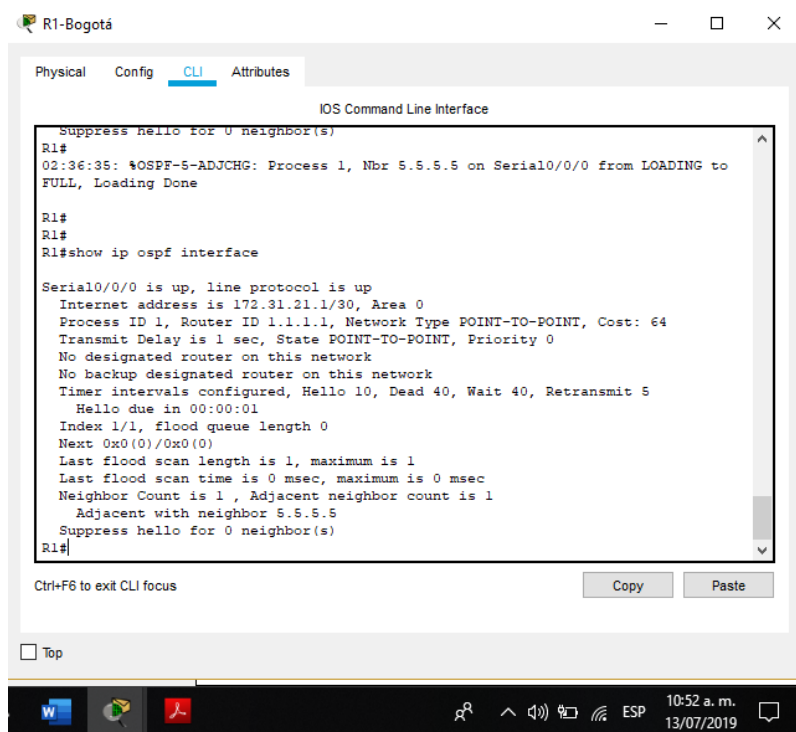 R1-Bogotá
Physical Config CLI Attributes
IOS Command Line Interface
Suppress hello for 0 neighbor(s)
R1#
02:36:35: %OSPF-5-ADJCHG: Process 1, Nbr 5.5.5.5 on Serial0/0/0 from LOADING to
FULL, Loading Done
R1#
R1#
R1#show ip ospf interface
Serial0/0/0 is up, line protocol is up
Internet address is 172.31.21.1/30, Area 0
Process ID 1, Router ID 1.1.1.1, Network Type POINT-TO-POINT, Cost: 64
Transmit Delay is 1 sec, State POINT-TO-POINT, Priority 0
No designated router on this network
No backup designated router on this network
Timer intervals configured, Hello 10, Dead 40, Wait 40, Retransmit 5
Hello due in 00:00:01
Index 1/1, flood queue length 0
Next 0x0(0)/0x0(0)
Last flood scan length is 1, maximum is 1
Last flood scan time is 0 msec, maximum is 0 msec
Neighbor Count is 1 , Adjacent neighbor count is 1
Adjacent with neighbor 5.5.5.5
Suppress hello for 0 neighbor(s)
R1#
Ctrl+F6 to exit CLI focus Copy Paste
Top
ESP 10:52 a. m.
13/07/2019